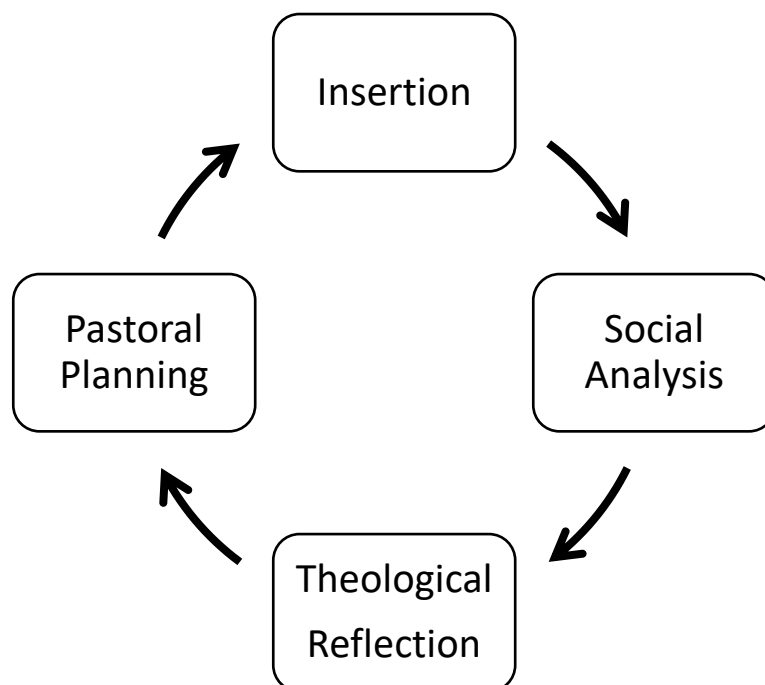 Insertion
Social
Analysis
Theological
Reflection
Pastoral
Planning